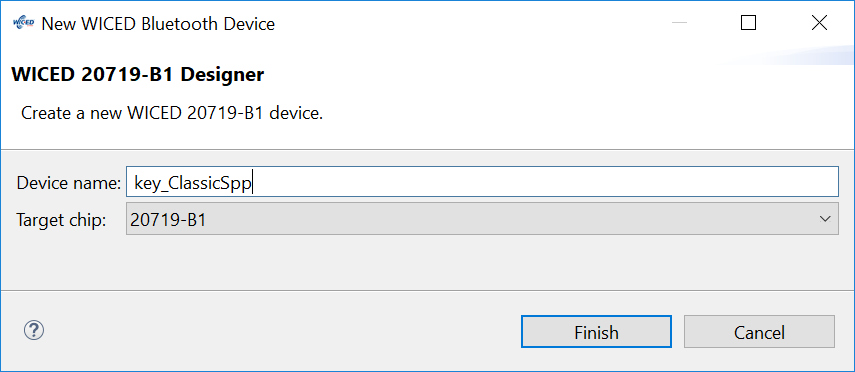 WICED New WICED Bluetooth Device
WICED 20719-B1 Designer
Create a new WICED 20719-B1 device.
Device name: key_ClassicSpp
Target chip: 20719-B1
?
Finish Cancel